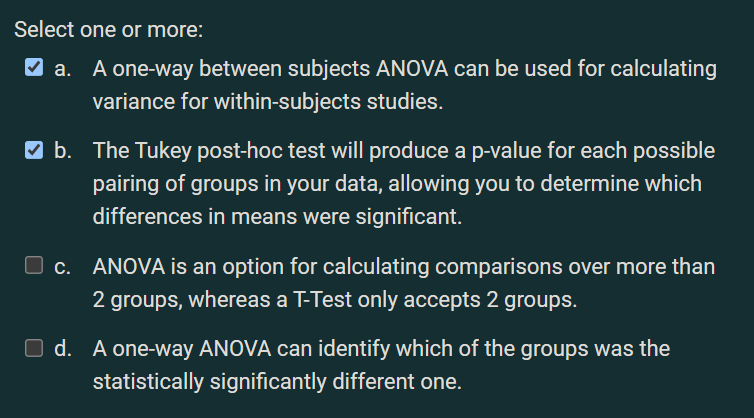 Select one or more:
a. A one-way between subjects ANOVA can be used for calculating
variance for within-subjects studies.
b. The Tukey post-hoc test will produce a p-value for each possible
pairing of groups in your data, allowing you to determine which
differences in means were significant.
c. ANOVA is an option for calculating comparisons over more than
2 groups, whereas a T-Test only accepts 2 groups.
d. A one-way ANOVA can identify which of the groups was the
statistically significantly different one.